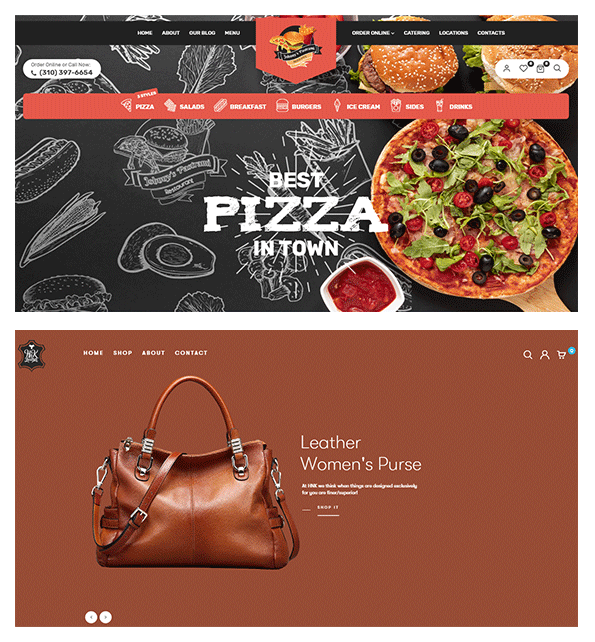 HOME ABOUT OUR BLOG MENU ORDER ONLINE CATERING LOCATIONS CONTACTS
Johnny's Pastrami
Order Online or Call Now:
(310) 397-6654
0 0
3 STYLES
PIZZA SALADS BREAKFAST BURGERS ICE CREAM SIDES DRINKS
Johnny's Pastrami
Restaurant
BEST
PIZZA
IN TOWN
HNK
HOME SHOP ABOUT CONTACT
0
Leather
Women's Purse
At HNK we think when things are designed exclusively
for you are finer/superior!
SHOP IT